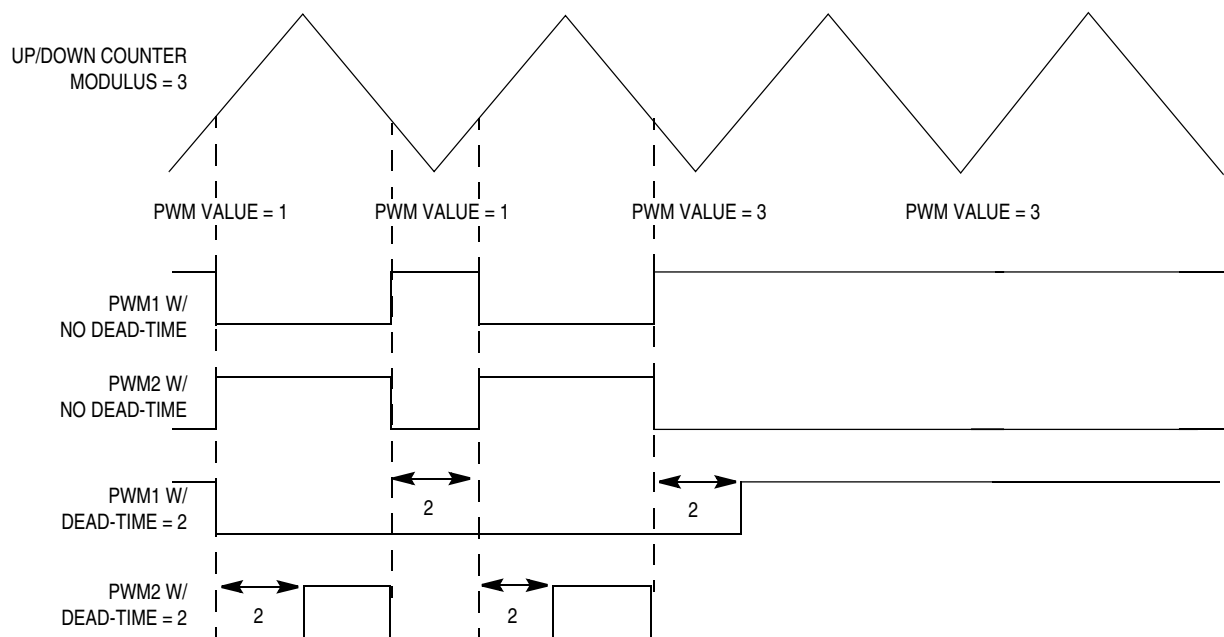 UP/DOWN COUNTER
MODULUS = 3
PWM VALUE = 1
PWM VALUE = 1
PWM VALUE = 3
PWM VALUE = 3
PWM1 W/
NO DEAD-TIME
PWM2 W/
NO DEAD-TIME
PWM1 W/
DEAD-TIME = 2
2
2
PWM2 W/
DEAD-TIME = 2
2
2